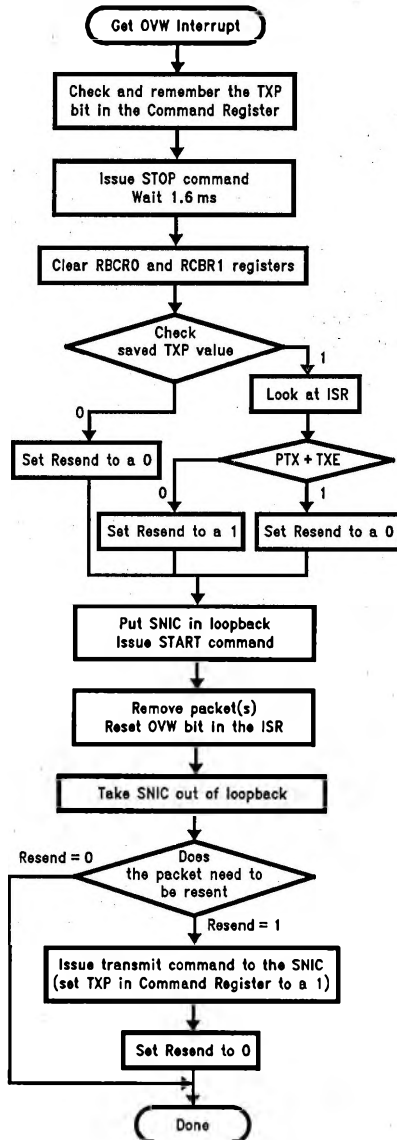 Get OVW Interrupt
Check and remember the TXP
bit in the Command Register
Issue STOP command
Wait 1.6 ms
Clear RBCR0 and RCBR1 registers
Check
saved TXP value
1
0
Look at ISR
Set Resend to a 0
PTX + TXE
0
1
Set Resend to a 1
Set Resend to a 0
Put SNIC in loopback
Issue START command
Remove packet(s)
Reset OVW bit in the ISR
Take SNIC out of loopback
Resend = 0
Does
the packet need to
be resent
Resend = 1
Issue transmit command to the SNIC
(set TXP in Command Register to a 1)
Set Resend to 0
Done